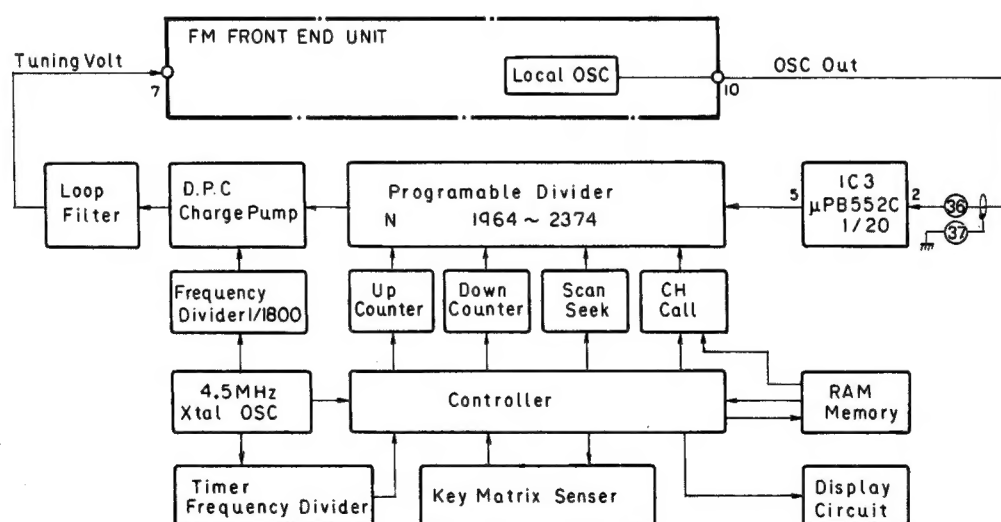 FM FRONT END UNIT
Tuning Volt
7
Local OSC
10
OSC Out
Loop
Filter
D.P.C
Charge Pump
Programable Divider
N 1964 ~ 2374
5
IC3
μPB552C
1/20
2
36
37
Frequency
Divider 1/1800
Up
Counter
Down
Counter
Scan
Seek
CH
Call
4.5MHz
Xtal OSC
Controller
RAM
Memory
Timer
Frequency Divider
Key Matrix Senser
Display
Circuit